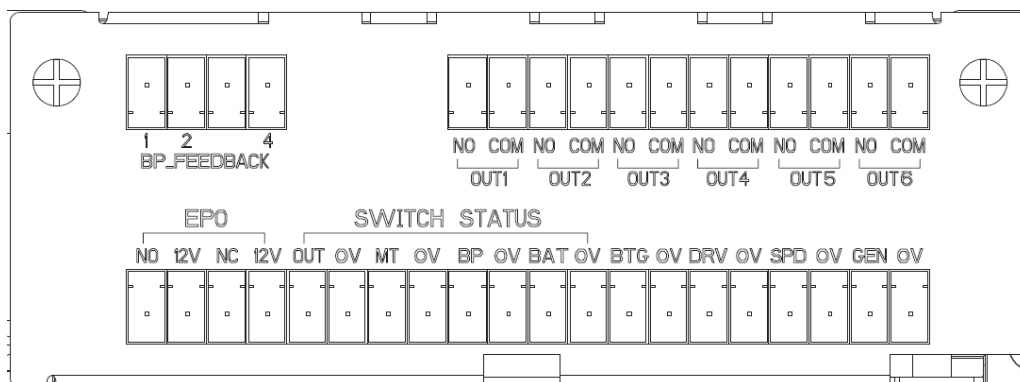 1 2 4
BP_FEEDBACK
NO COM NO COM NO COM NO COM NO COM NO COM
OUT1 OUT2 OUT3 OUT4 OUT5 OUT6
EPO SWITCH STATUS
NO 12V NC 12V OUT 0V MT 0V BP 0V BAT 0V BTG 0V DRV 0V SPD 0V GEN 0V